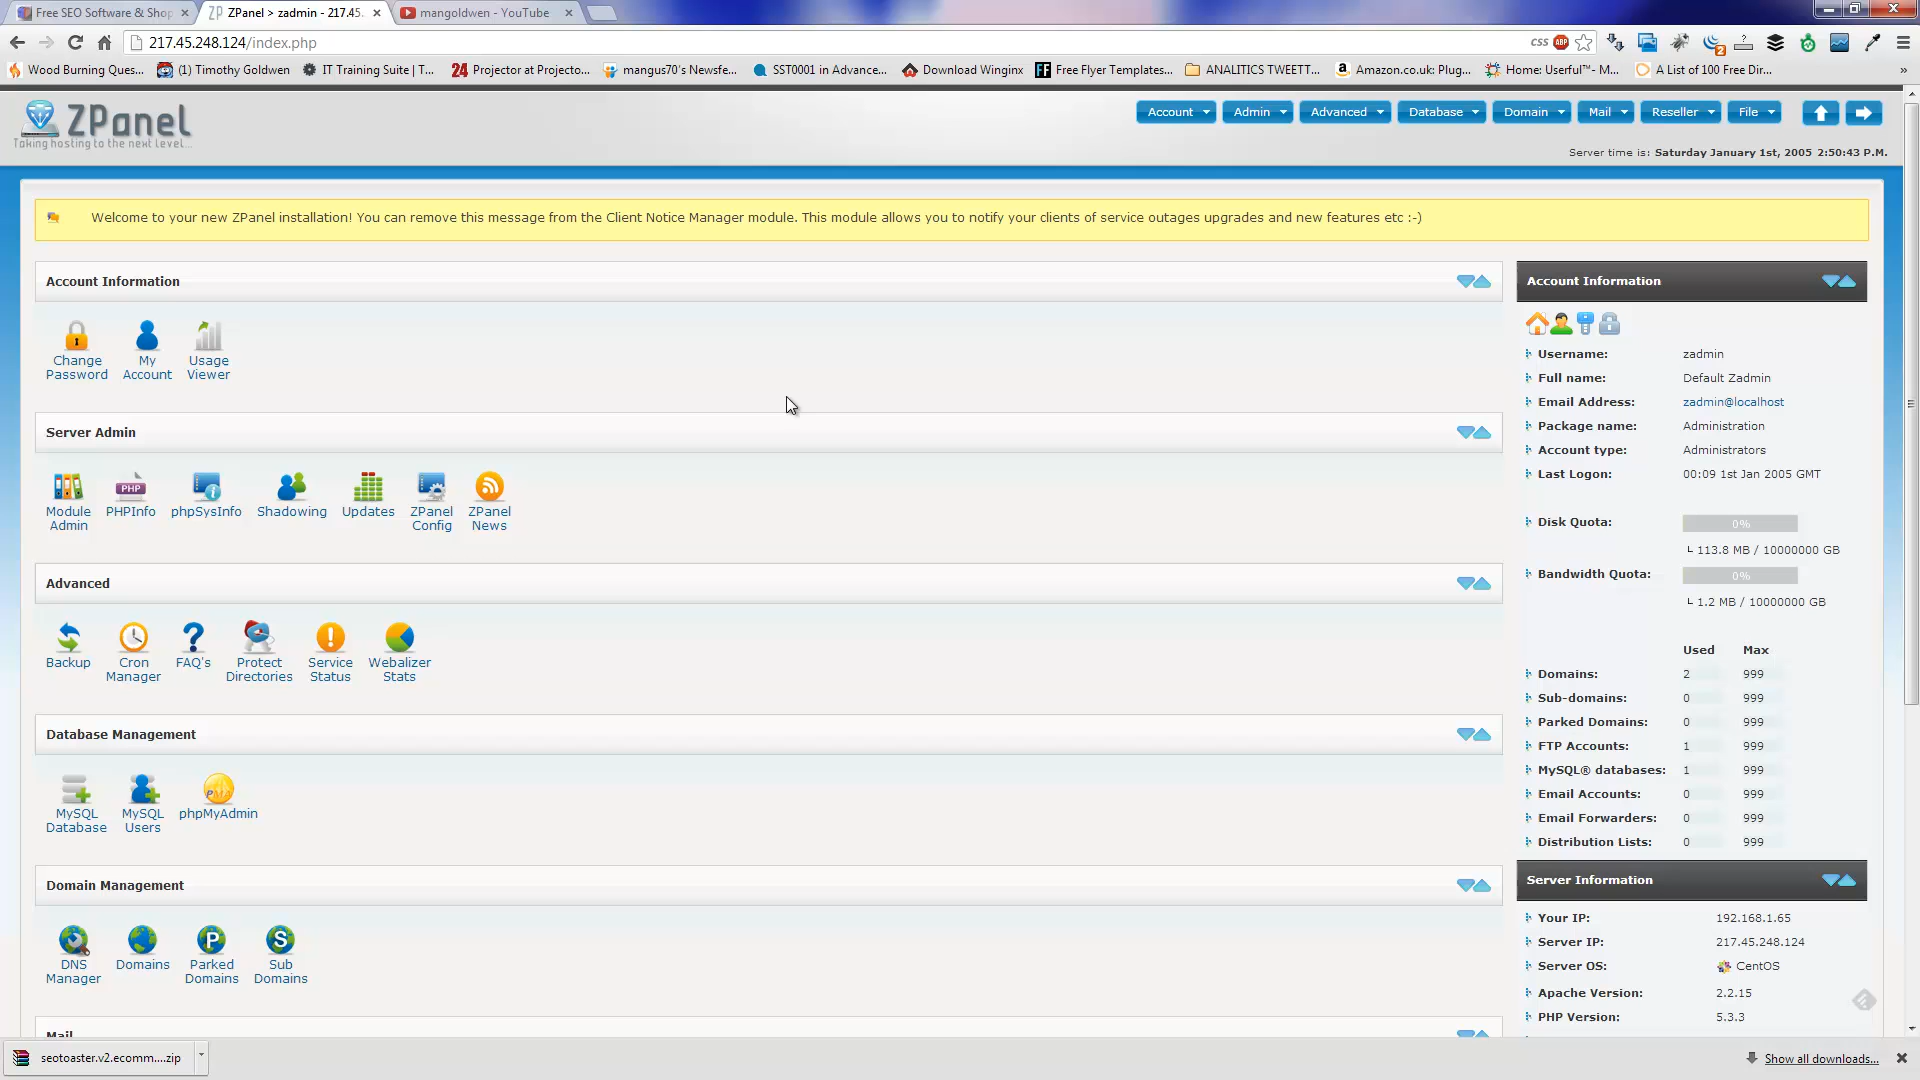 Free SEO Software & Shop
ZPanel > zadmin - 217.45.
mangoldwen - YouTube
217.45.248.124/index.php
CSS ABP
Wood Burning Ques...
(1) Timothy Goldwen
IT Training Suite | T...
24 Projector at Projecto...
mangus70's Newsfe...
SST0001 in Advance...
Download Winginx
FF Free Flyer Templates...
ANALITICS TWEETT...
Amazon.co.uk: Plug...
Home: Userful™- M...
A List of 100 Free Dir...
»
ZPanel
Taking hosting to the next level...
Account
Admin
Advanced
Database
Domain
Mail
Reseller
File
Server time is: Saturday January 1st, 2005 2:50:43 P.M.
Welcome to your new ZPanel installation! You can remove this message from the Client Notice Manager module. This module allows you to notify your clients of service outages upgrades and new features etc :-)
Account Information
Change
Password
My
Account
Usage
Viewer
Server Admin
Module
Admin
PHP
PHPInfo
phpSysInfo
Shadowing
Updates
ZPanel
Config
ZPanel
News
Advanced
Backup
Cron
Manager
FAQ's
Protect
Directories
Service
Status
Webalizer
Stats
Database Management
MySQL
Database
MySQL
Users
PMA
phpMyAdmin
Domain Management
DNS
Manager
Domains
P
Parked
Domains
S
Sub
Domains
Mail
Account Information
Username: zadmin
Full name: Default Zadmin
Email Address: zadmin@localhost
Package name: Administration
Account type: Administrators
Last Logon: 00:09 1st Jan 2005 GMT
Disk Quota: 0%
113.8 MB / 10000000 GB
Bandwidth Quota: 0%
1.2 MB / 10000000 GB
Used Max
Domains: 2 999
Sub-domains: 0 999
Parked Domains: 0 999
FTP Accounts: 1 999
MySQL® databases: 1 999
Email Accounts: 0 999
Email Forwarders: 0 999
Distribution Lists: 0 999
Server Information
Your IP: 192.168.1.65
Server IP: 217.45.248.124
Server OS: CentOS
Apache Version: 2.2.15
PHP Version: 5.3.3
seotoaster.v2.ecomm....zip
Show all downloads...